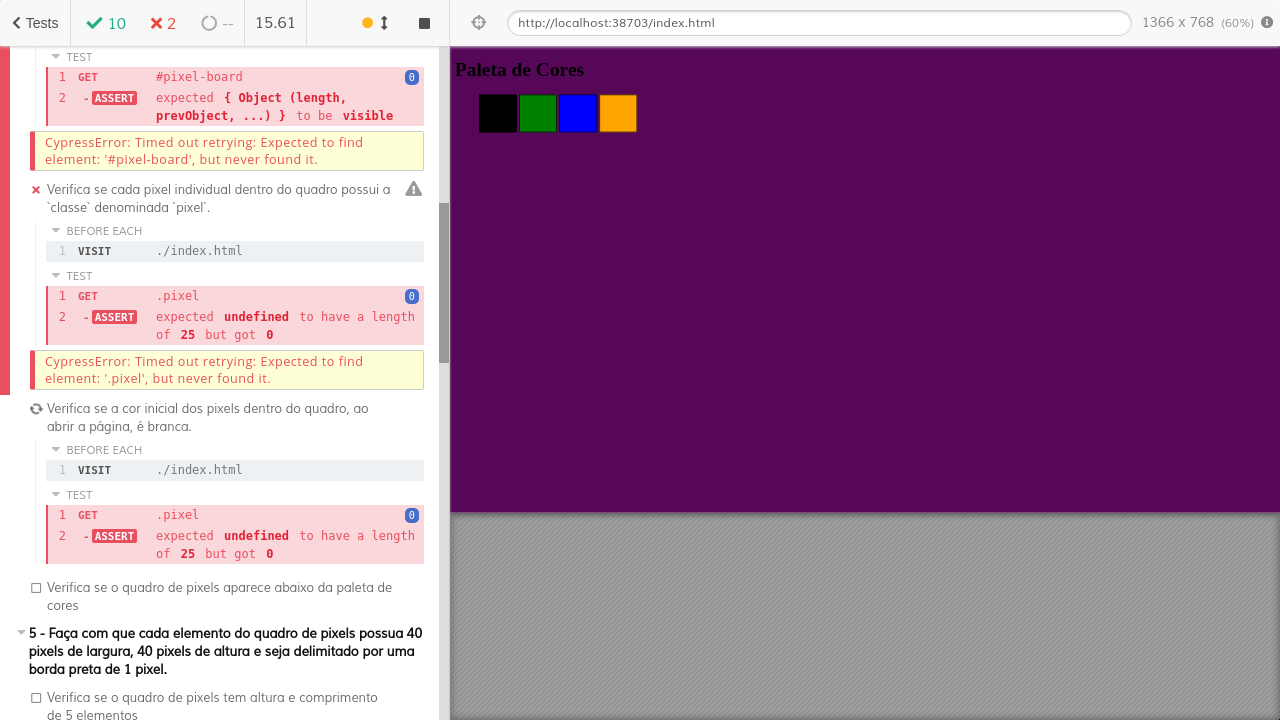 Tests
10
2
--
15.61
http://localhost:38703/index.html
1366 x 768 (60%)
TEST
1 GET #pixel-board 0
2 -ASSERT expected { Object (length,
prevObject, ...) } to be visible
CypressError: Timed out retrying: Expected to find
element: '#pixel-board', but never found it.
Verifica se cada pixel individual dentro do quadro possui a
`classe` denominada `pixel`.
BEFORE EACH
1 VISIT ./index.html
TEST
1 GET .pixel 0
2 -ASSERT expected undefined to have a length
of 25 but got 0
CypressError: Timed out retrying: Expected to find
element: '.pixel', but never found it.
Verifica se a cor inicial dos pixels dentro do quadro, ao
abrir a página, é branca.
BEFORE EACH
1 VISIT ./index.html
TEST
1 GET .pixel 0
2 -ASSERT expected undefined to have a length
of 25 but got 0
Verifica se o quadro de pixels aparece abaixo da paleta de
cores
5 - Faça com que cada elemento do quadro de pixels possua 40
pixels de largura, 40 pixels de altura e seja delimitado por uma
borda preta de 1 pixel.
Verifica se o quadro de pixels tem altura e comprimento
de 5 elementos
Paleta de Cores